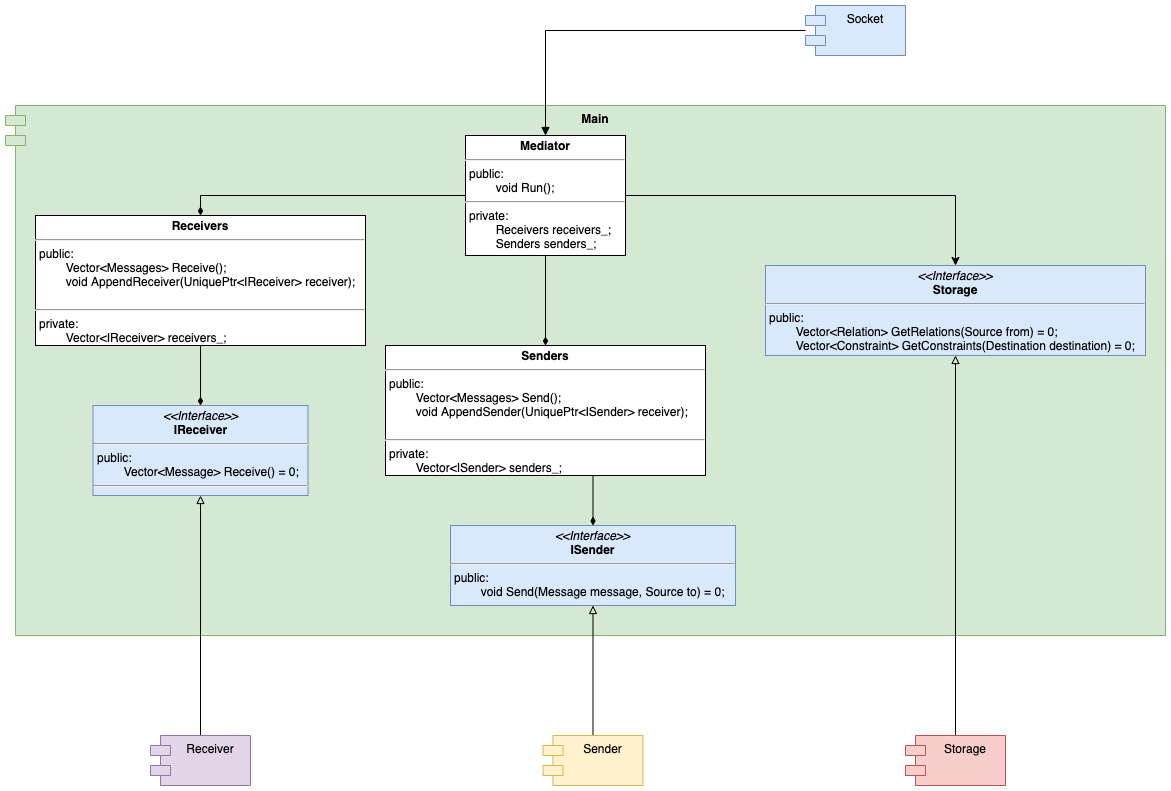 Socket
Main
Mediator
public:
void Run();
private:
Receivers receivers_;
Senders senders_;
Receivers
public:
Vector<Messages> Receive();
void AppendReceiver(UniquePtr<IReceiver> receiver);
private:
Vector<IReceiver> receivers_;
<<Interface>>
Storage
public:
Vector<Relation> GetRelations(Source from) = 0;
Vector<Constraint> GetConstraints(Destination destination) = 0;
Senders
public:
Vector<Messages> Send();
void AppendSender(UniquePtr<ISender> receiver);
private:
Vector<ISender> senders_;
<<Interface>>
IReceiver
public:
Vector<Message> Receive() = 0;
<<Interface>>
ISender
public:
void Send(Message message, Source to) = 0;
Receiver
Sender
Storage